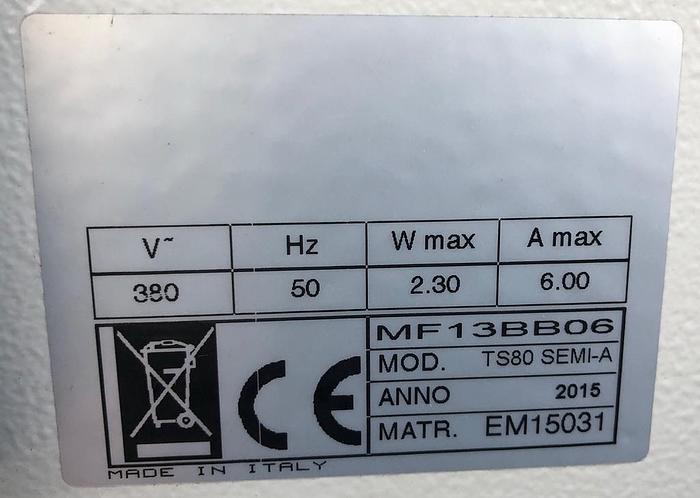 V~ Hz W max A max
380 50 2.30 6.00
MF13BB06
MOD. TS80 SEMI-A
ANNO 2015
MATR. EM15031
CE
MADE IN ITALY